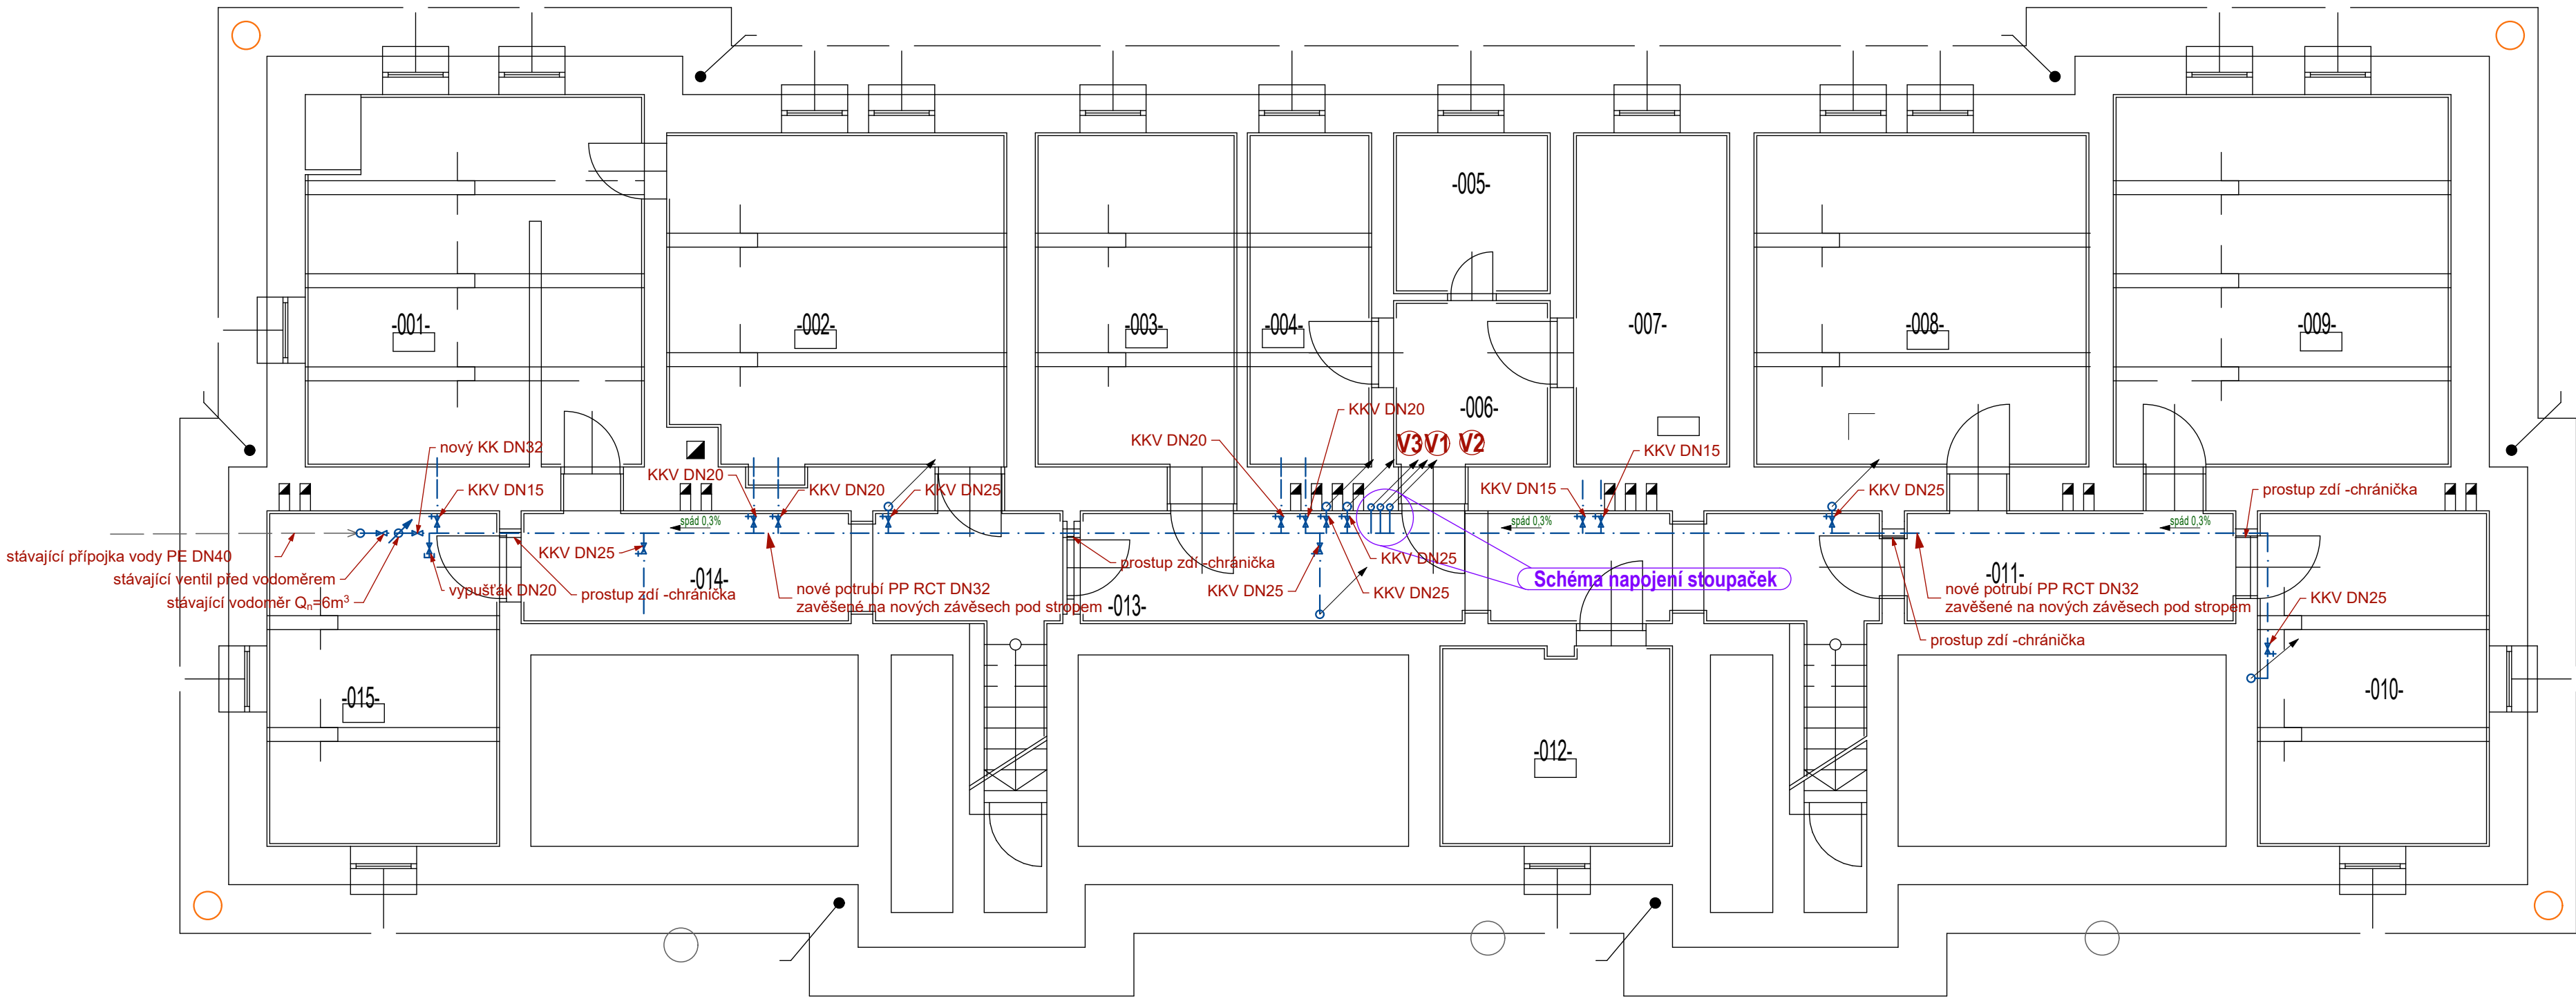 -005-
-001-
-002-
-003-
-004-
-007-
-008-
-009-
-006-
KKV DN20
V3
V1
V2
KKV DN20
nový KK DN32
KKV DN15
KKV DN20
KKV DN20
KKV DN25
KKV DN15
KKV DN15
KKV DN25
prostup zdí -chránička
spád 0,3%
spád 0,3%
spád 0,3%
stávající přípojka vody PE DN40
stávající ventil před vodoměrem
stávající vodoměr Qn=6m³
vypušťák DN20
KKV DN25
prostup zdí -chránička
-014-
nové potrubí PP RCT DN32
zavěšené na nových závěsech pod stropem
prostup zdí -chránička
-013-
KKV DN25
KKV DN25
KKV DN25
Schéma napojení stoupaček
-011-
nové potrubí PP RCT DN32
zavěšené na nových závěsech pod stropem
prostup zdí -chránička
KKV DN25
-015-
-010-
-012-